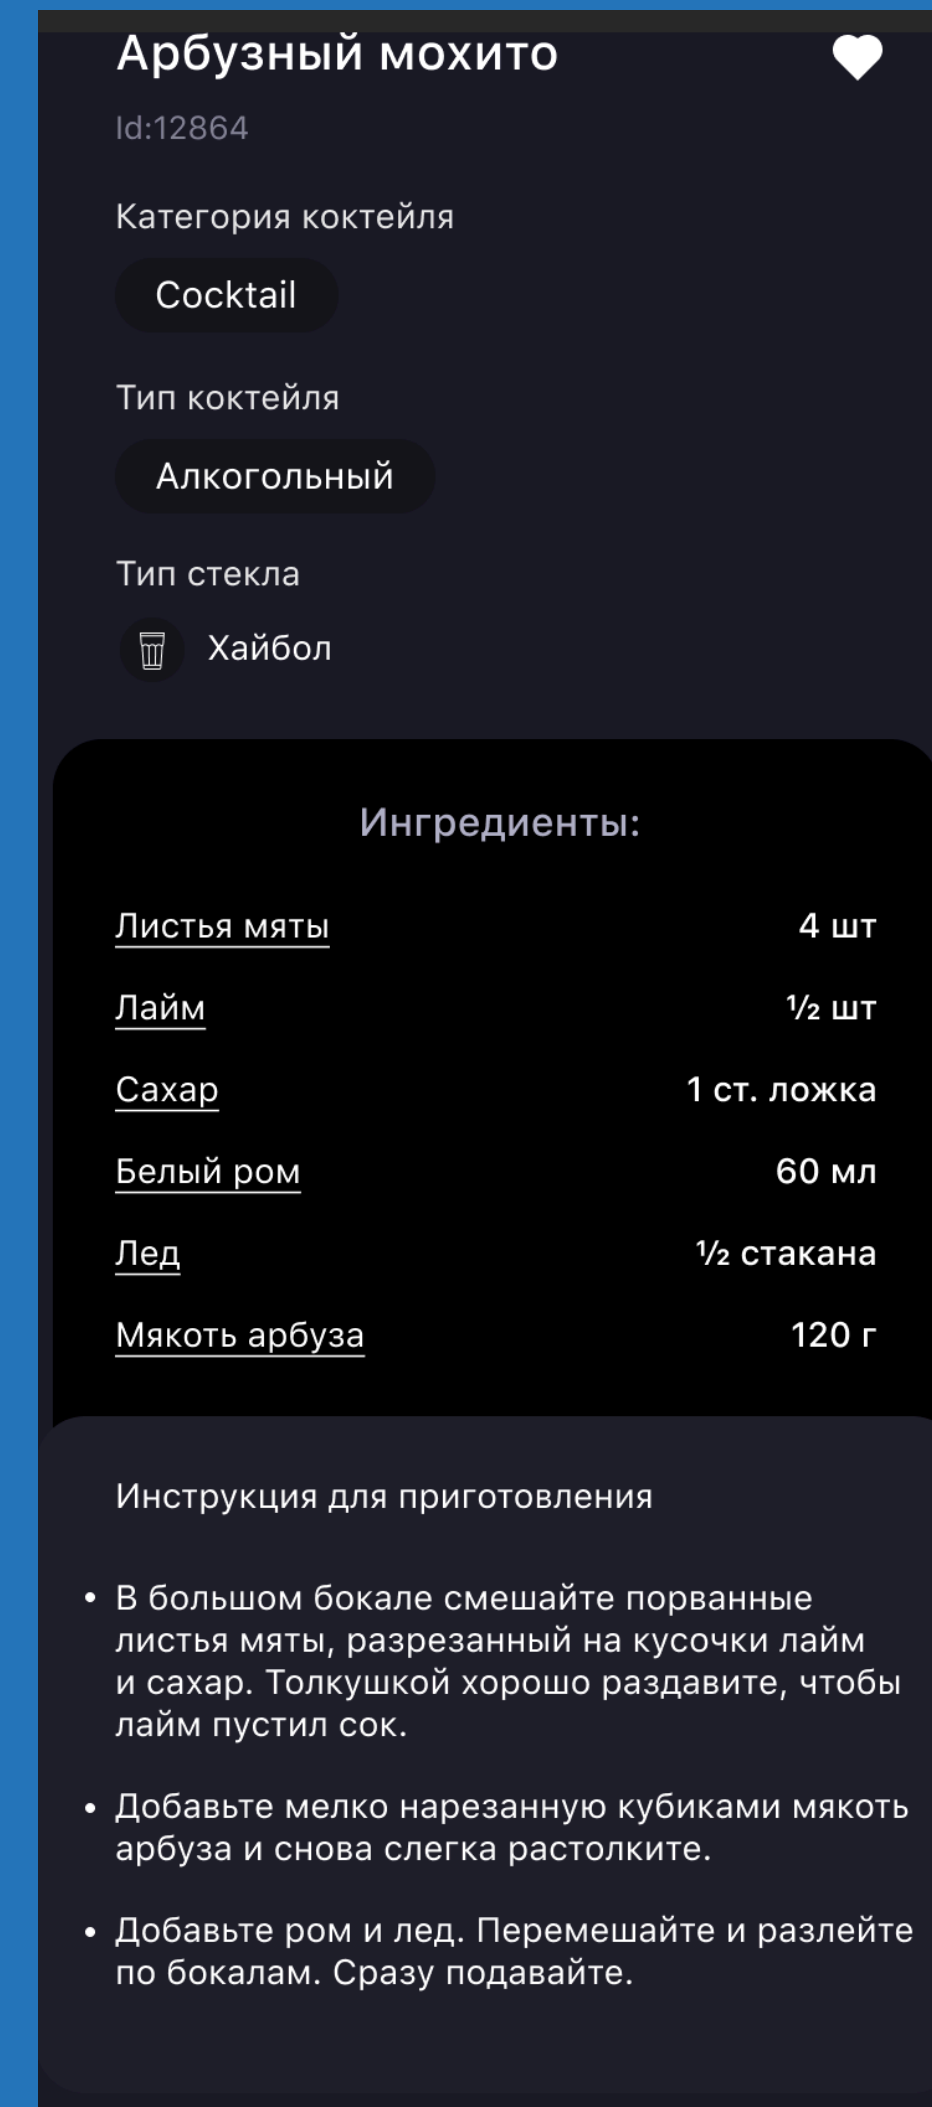 Арбузный мохито
Id:12864
Категория коктейля
Cocktail
Тип коктейля
Алкогольный
Тип стекла
Хайбол
Ингредиенты:
Листья мяты 4 шт
Лайм ½ шт
Сахар 1 ст. ложка
Белый ром 60 мл
Лед ½ стакана
Мякоть арбуза 120 г
Инструкция для приготовления
• В большом бокале смешайте порванные
листья мяты, разрезанный на кусочки лайм
и сахар. Толкушкой хорошо раздавите, чтобы
лайм пустил сок.
• Добавьте мелко нарезанную кубиками мякоть
арбуза и снова слегка растолките.
• Добавьте ром и лед. Перемешайте и разлейте
по бокалам. Сразу подавайте.